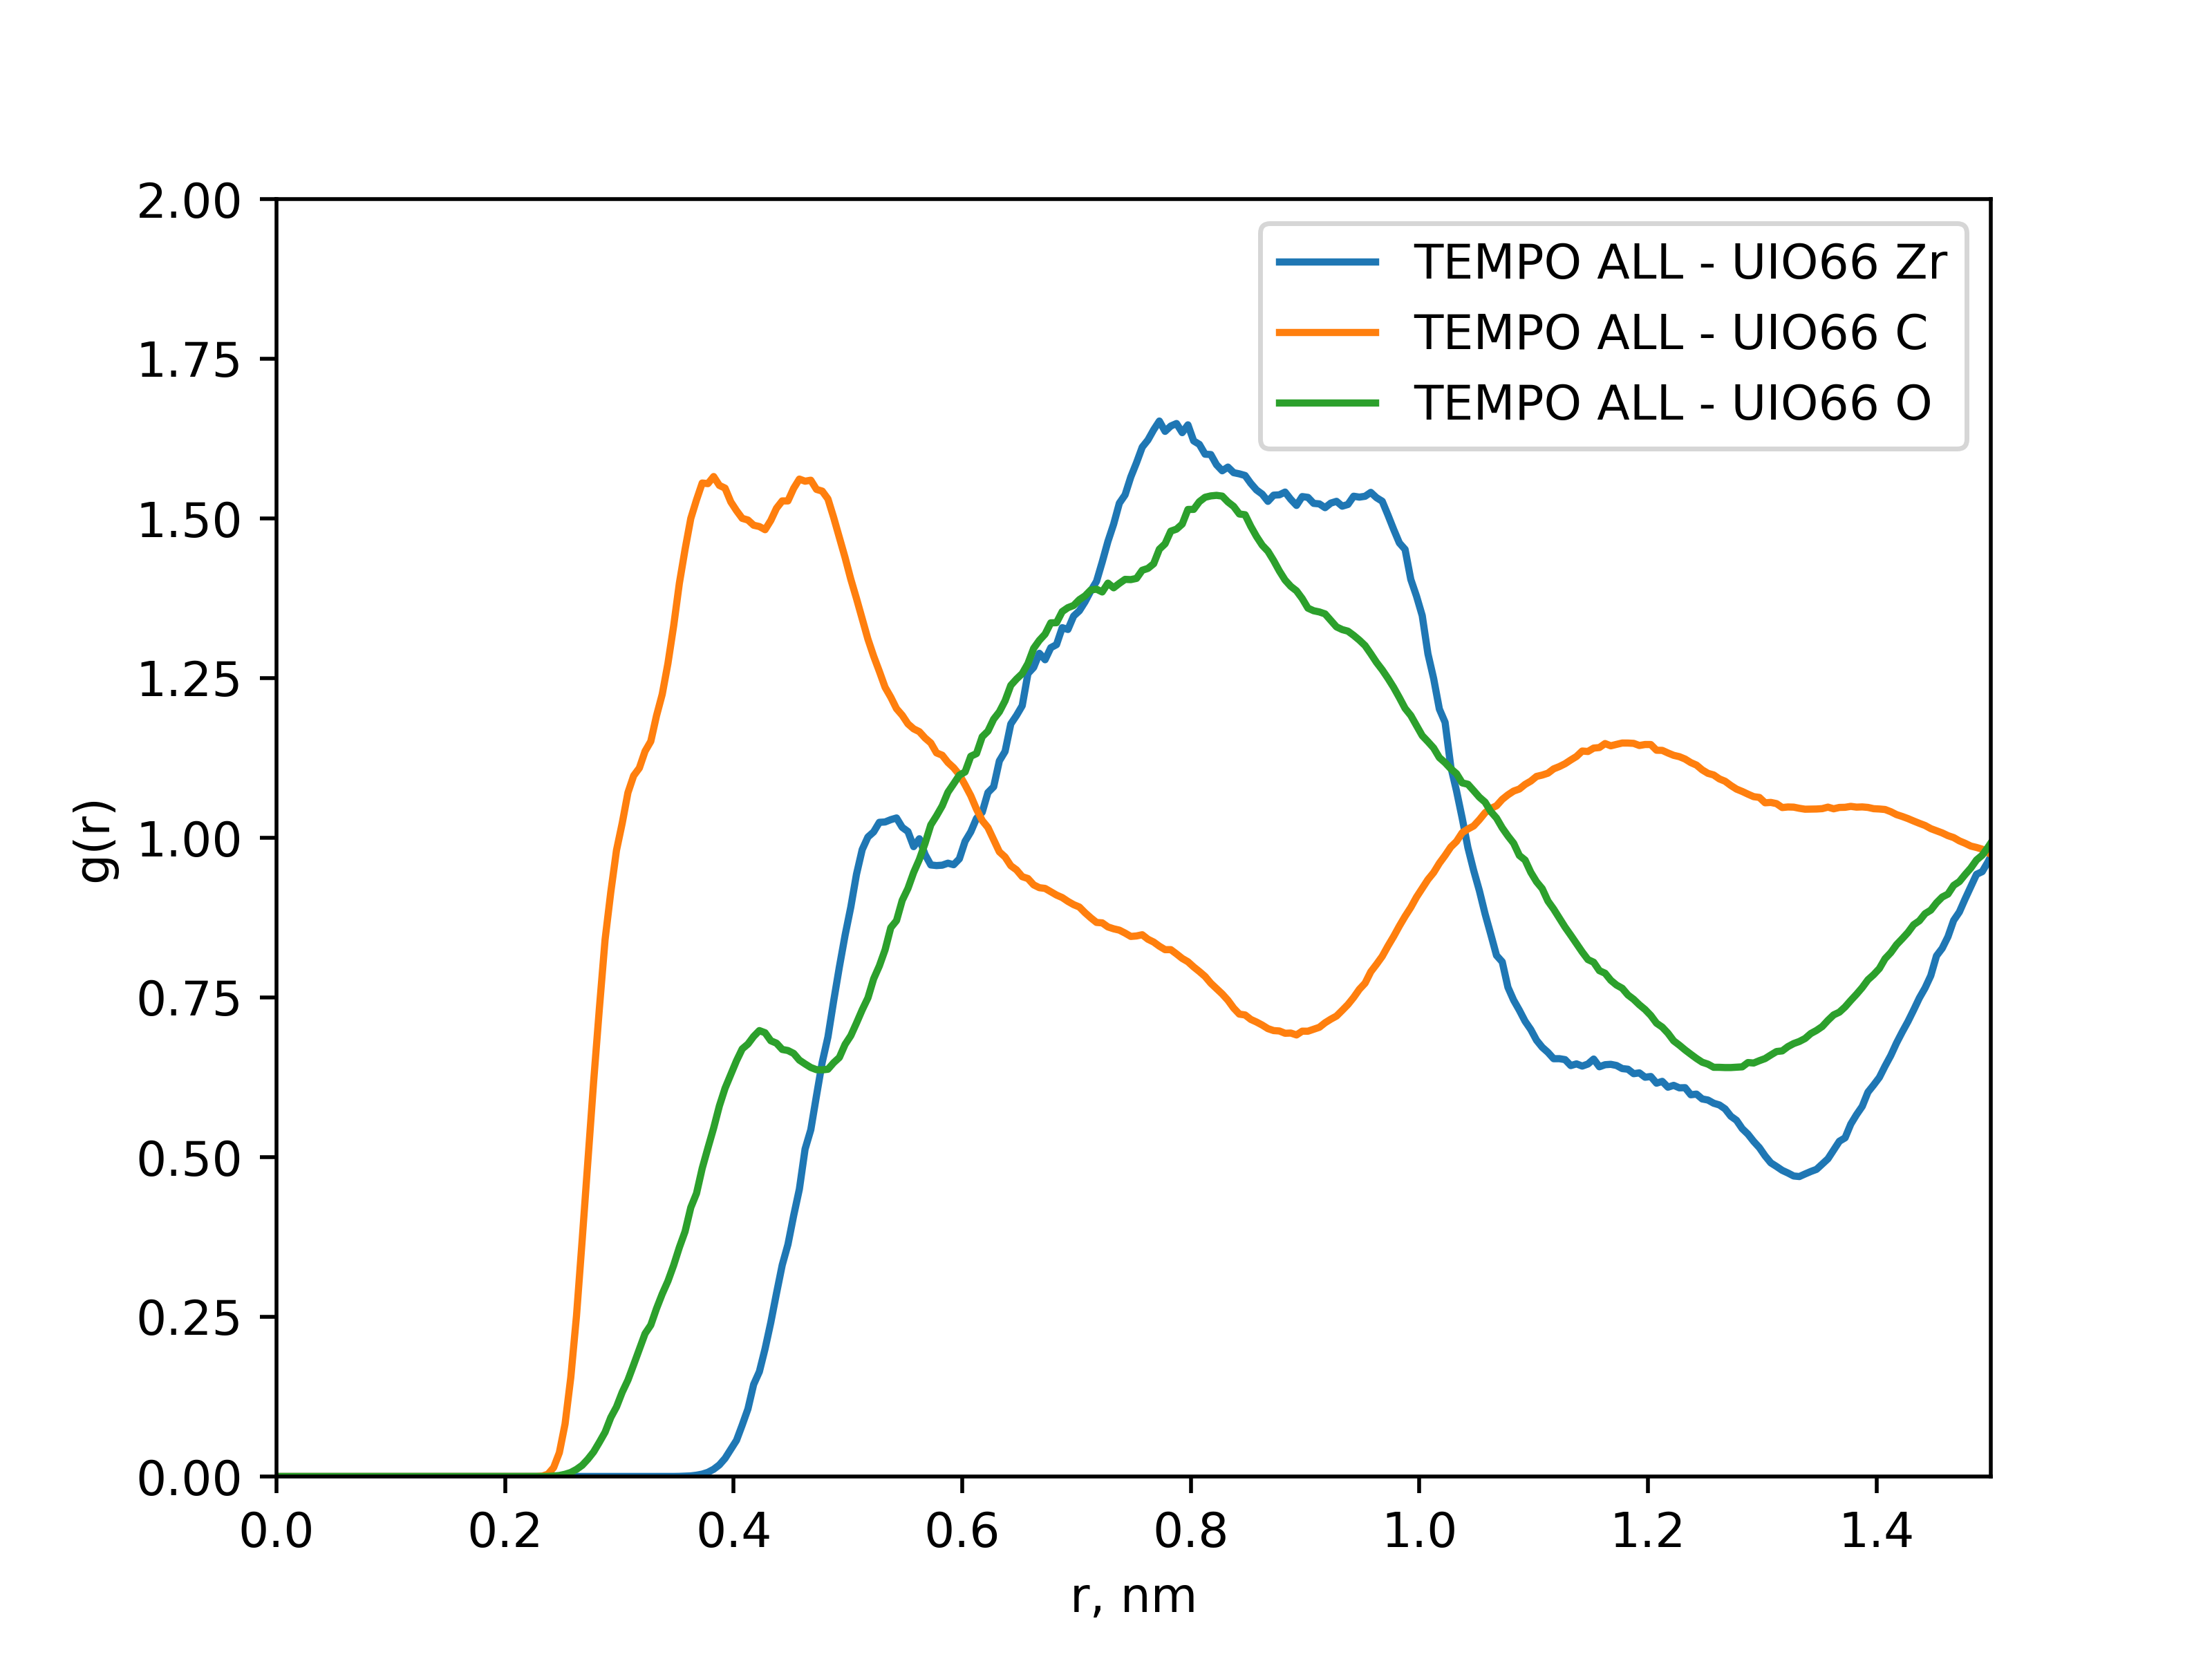 2.00
1.75
1.50
1.25
1.00
0.75
0.50
0.25
0.00
g(r)
TEMPO ALL - UIO66 Zr
TEMPO ALL - UIO66 C
TEMPO ALL - UIO66 O
0.0 0.2 0.4 0.6 0.8 1.0 1.2 1.4
r, nm